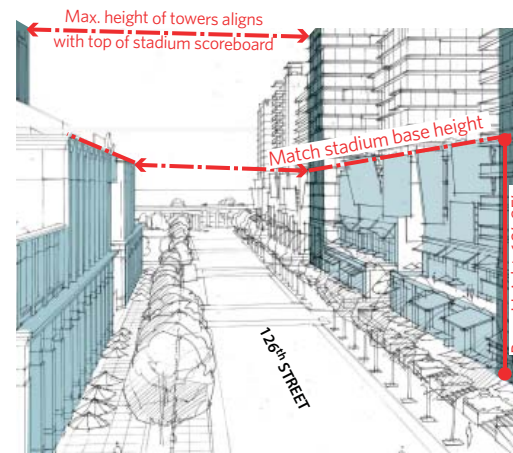 Max. height of towers aligns
with top of stadium scoreboard
Match stadium base height
126th STREET